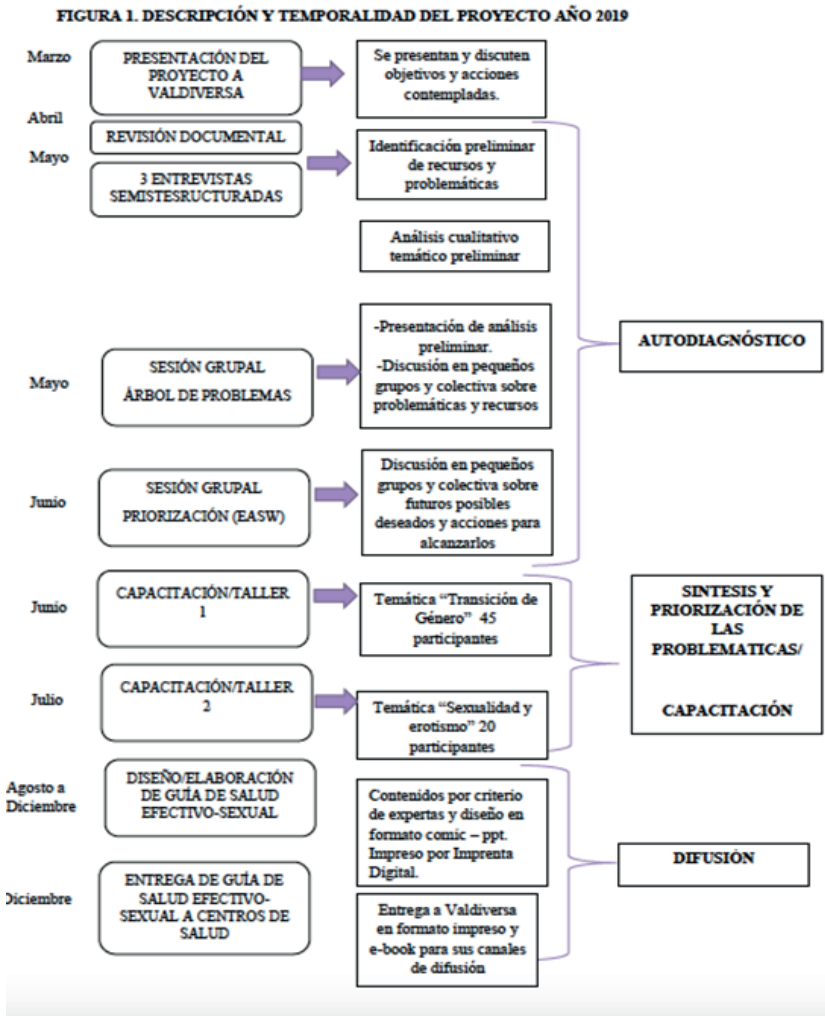 FIGURA 1. DESCRIPCIÓN Y TEMPORALIDAD DEL PROYECTO AÑO 2019
Marzo
PRESENTACIÓN DEL
PROYECTO A
VALDIVERSA
Se presentan y discuten
objetivos y acciones
contempladas.
Abril
REVISIÓN DOCUMENTAL
Mayo
3 ENTREVISTAS
SEMISTESRUCTURADAS
Identificación preliminar
de recursos y
problemáticas
Análisis cualitativo
temático preliminar
Mayo
SESIÓN GRUPAL
ÁRBOL DE PROBLEMAS
-Presentación de análisis
preliminar.
-Discusión en pequeños
grupos y colectiva sobre
problemáticas y recursos
AUTODIAGNÓSTICO
Junio
SESIÓN GRUPAL
PRIORIZACIÓN (EASW)
Discusión en pequeños
grupos y colectiva sobre
futuros posibles
deseados y acciones para
alcanzarlos
Junio
CAPACITACIÓN/TALLER
1
Temática “Transición de
Género” 45
participantes
SINTESIS Y
PRIORIZACIÓN DE
LAS
PROBLEMATICAS/
CAPACITACIÓN
Julio
CAPACITACIÓN/TALLER
2
Temática “Sexualidad y
erotismo” 20
participantes
Agosto a
Diciembre
DISEÑO/ELABORACIÓN
DE GUÍA DE SALUD
EFECTIVO-SEXUAL
Contenidos por criterio
de expertas y diseño en
formato comic – ppt.
Impreso por Imprenta
Digital.
DIFUSIÓN
Diciembre
ENTREGA DE GUÍA DE
SALUD EFECTIVO-
SEXUAL A CENTROS DE
SALUD
Entrega a Valdiversa
en formato impreso y
e-book para sus canales
de difusión